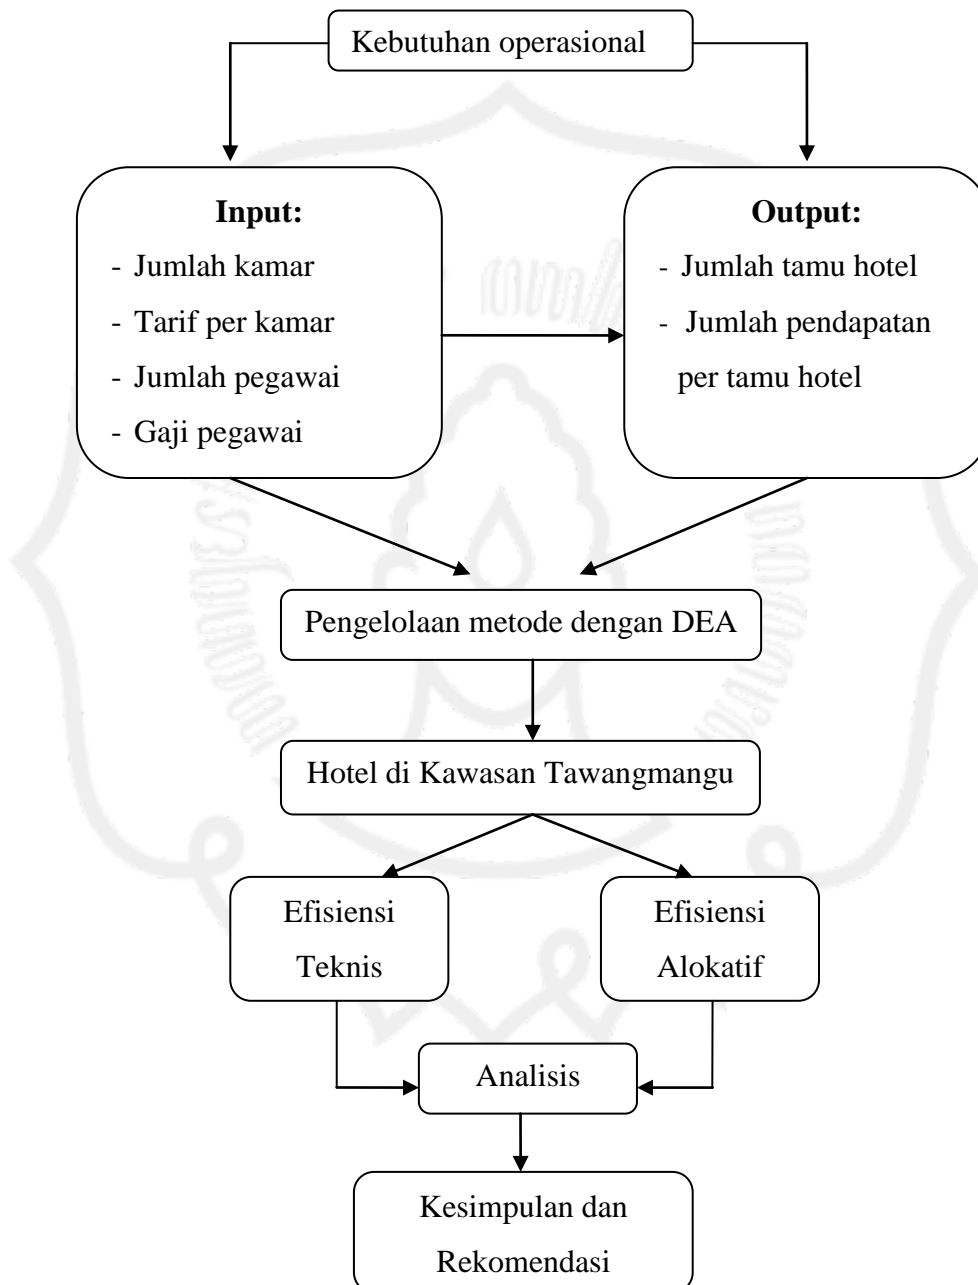 Kebutuhan operasional
Input:
- Jumlah kamar
- Tarif per kamar
- Jumlah pegawai
- Gaji pegawai
Output:
- Jumlah tamu hotel
- Jumlah pendapatan
per tamu hotel
Pengelolaan metode dengan DEA
Hotel di Kawasan Tawangmangu
Efisiensi
Teknis
Efisiensi
Alokatif
Analisis
Kesimpulan dan
Rekomendasi